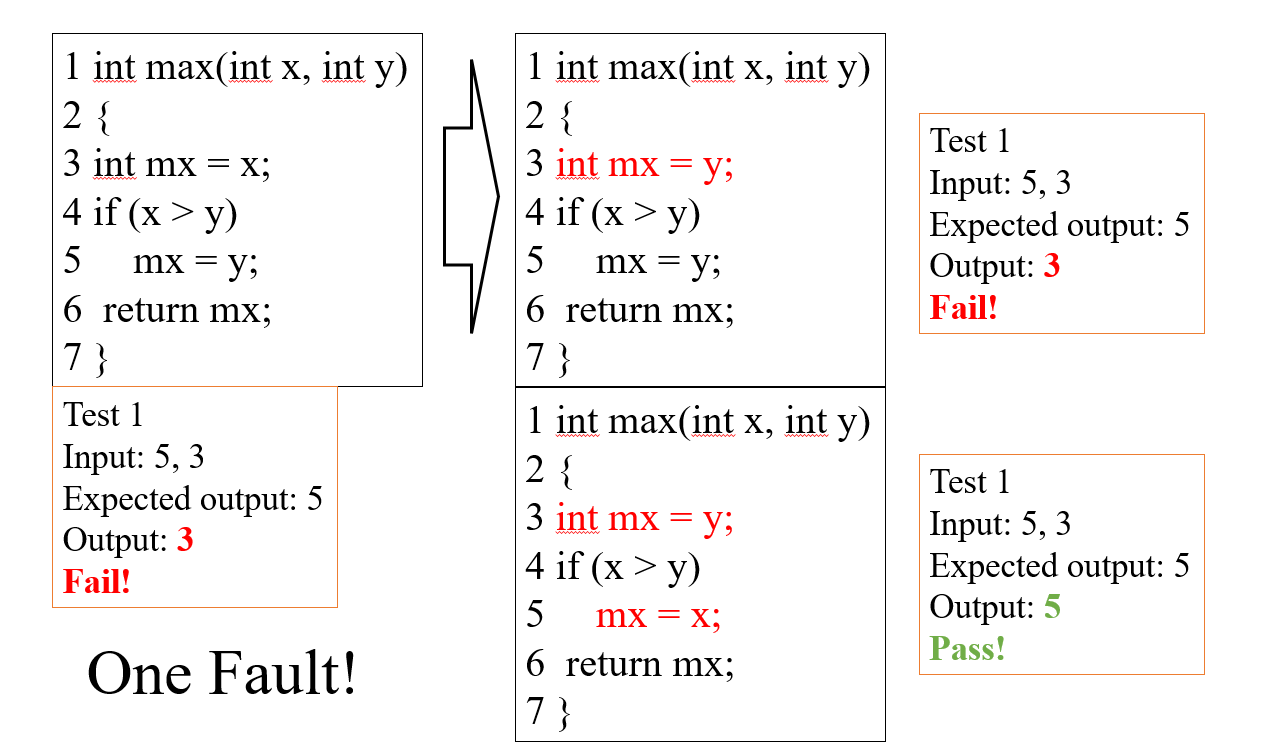 1 int max(int x, int y)
2 {
3 int mx = x;
4 if (x > y)
5 mx = y;
6 return mx;
7 }
Test 1
Input: 5, 3
Expected output: 5
Output: 3
Fail!
One Fault!
1 int max(int x, int y)
2 {
3 int mx = y;
4 if (x > y)
5 mx = y;
6 return mx;
7 }
Test 1
Input: 5, 3
Expected output: 5
Output: 3
Fail!
1 int max(int x, int y)
2 {
3 int mx = y;
4 if (x > y)
5 mx = x;
6 return mx;
7 }
Test 1
Input: 5, 3
Expected output: 5
Output: 5
Pass!